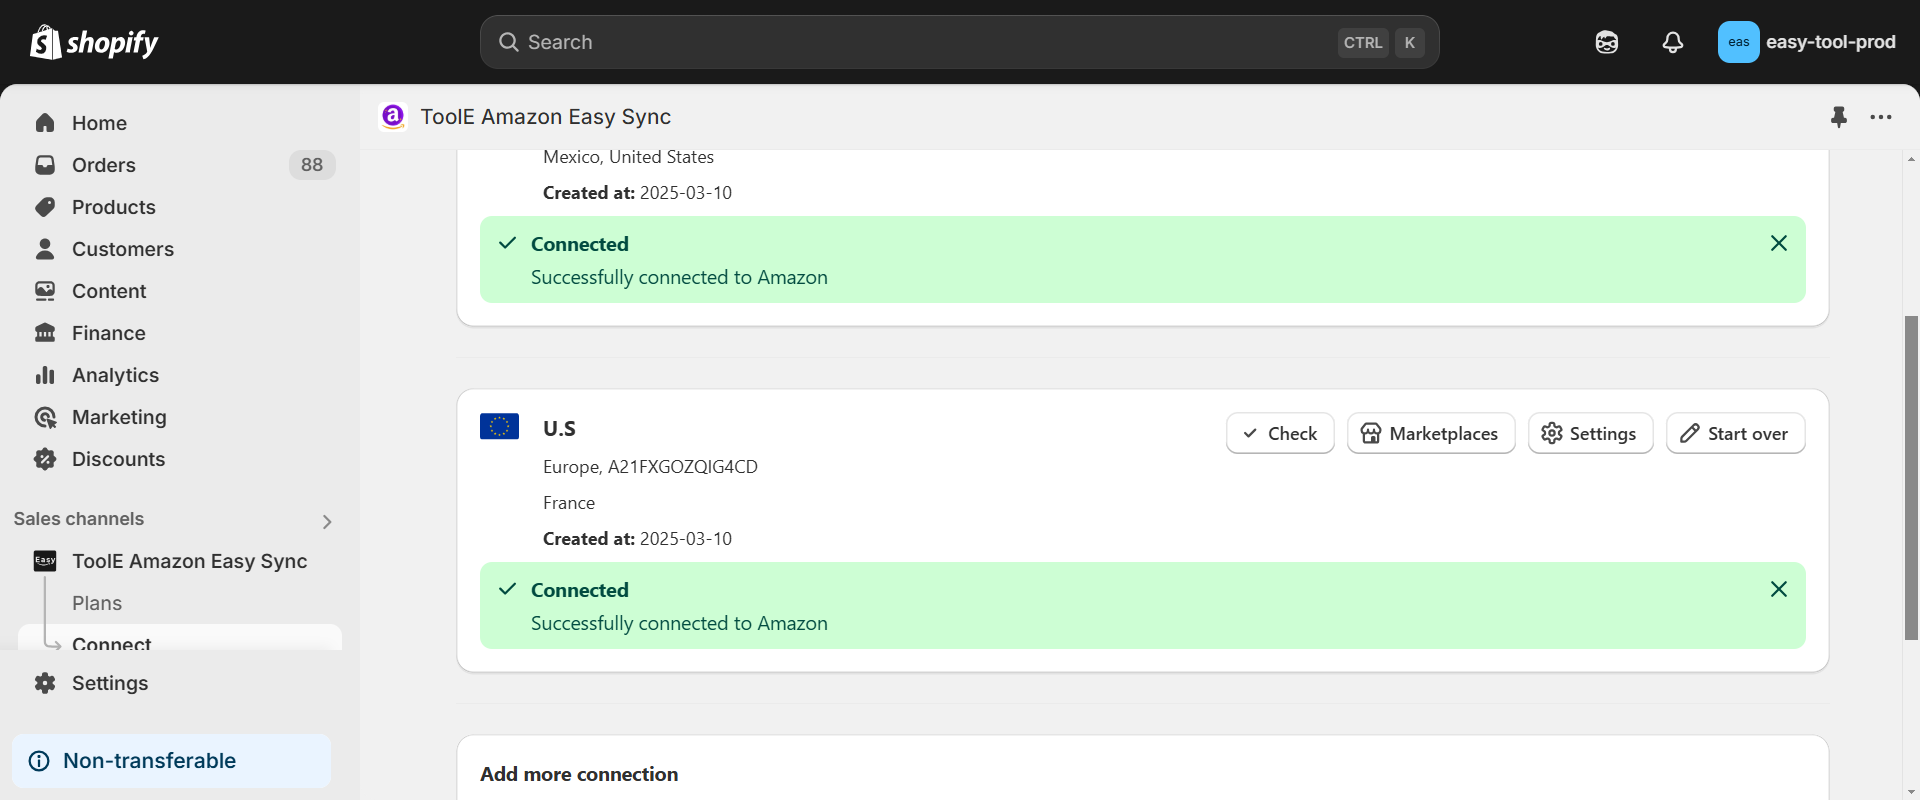 shopify
Search
CTRL K
eas
easy-tool-prod
Home
Orders
88
Products
Customers
Content
Finance
Analytics
Marketing
Discounts
Sales channels
Easy
ToolE Amazon Easy Sync
Plans
Connect
Settings
Non-transferable
a
ToolE Amazon Easy Sync
Mexico, United States
Created at: 2025-03-10
Connected
Successfully connected to Amazon
U.S
Check
Marketplaces
Settings
Start over
Europe, A21FXGOZQIG4CD
France
Created at: 2025-03-10
Connected
Successfully connected to Amazon
Add more connection